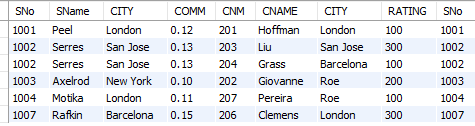 SNo SName CITY COMM CNM CNAME CITY RATING SNo
1001 Peel London 0.12 201 Hoffman London 100 1001
1002 Serres San Jose 0.13 203 Liu San Jose 300 1002
1002 Serres San Jose 0.13 204 Grass Barcelona 100 1002
1003 Axelrod New York 0.10 202 Giovanne Roe 200 1003
1004 Motika London 0.11 207 Pereira Roe 100 1004
1007 Rafkin Barcelona 0.15 206 Clemens London 300 1007